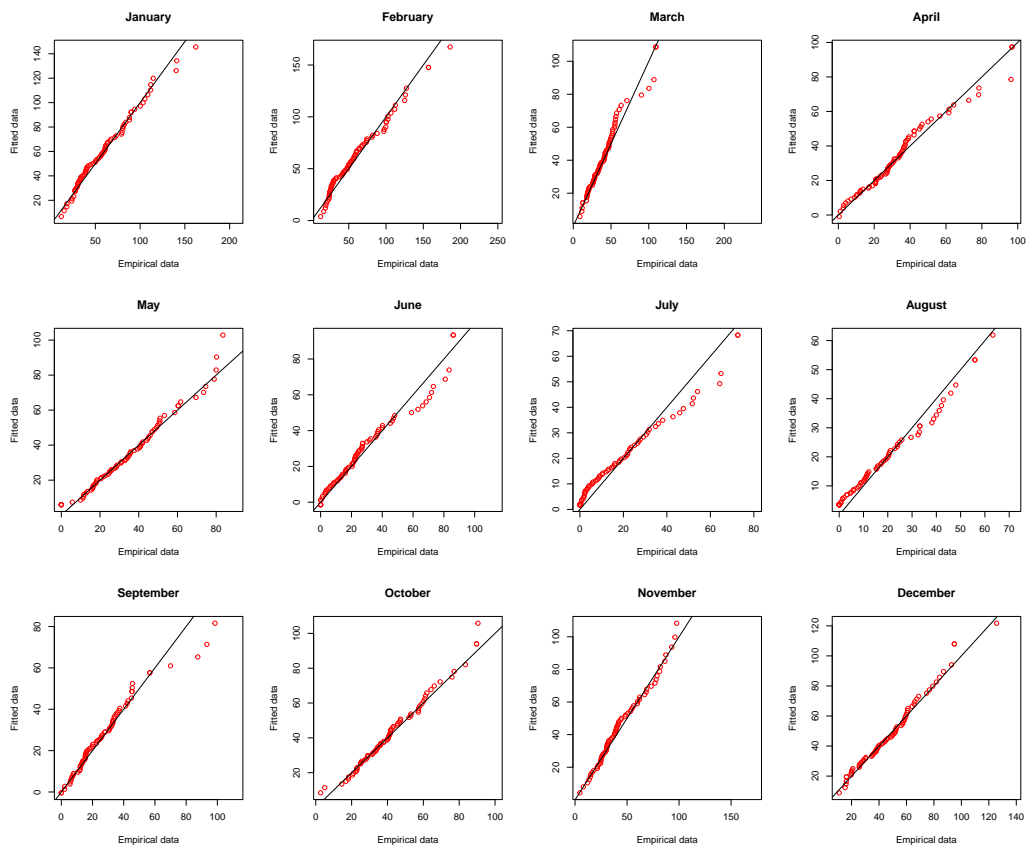 January
Fitted data
20 40 60 80 100 120 140
50 100 150 200
Empirical data
February
Fitted data
0 50 100 150
0 50 100 150 200 250
Empirical data
March
Fitted data
20 40 60 80 100
0 50 100 150 200
Empirical data
April
Fitted data
0 20 40 60 80 100
0 20 40 60 80 100
Empirical data
May
Fitted data
20 40 60 80 100
0 20 40 60 80
Empirical data
June
Fitted data
0 20 40 60 80
0 20 40 60 80 100
Empirical data
July
Fitted data
0 10 20 30 40 50 60 70
0 20 40 60 80
Empirical data
August
Fitted data
10 20 30 40 50 60
0 10 20 30 40 50 60 70
Empirical data
September
Fitted data
0 20 40 60 80
0 20 40 60 80 100
Empirical data
October
Fitted data
20 40 60 80 100
0 20 40 60 80 100
Empirical data
November
Fitted data
0 20 40 60 80 100
0 50 100 150
Empirical data
December
Fitted data
20 40 60 80 100 120
20 40 60 80 100 120 140
Empirical data